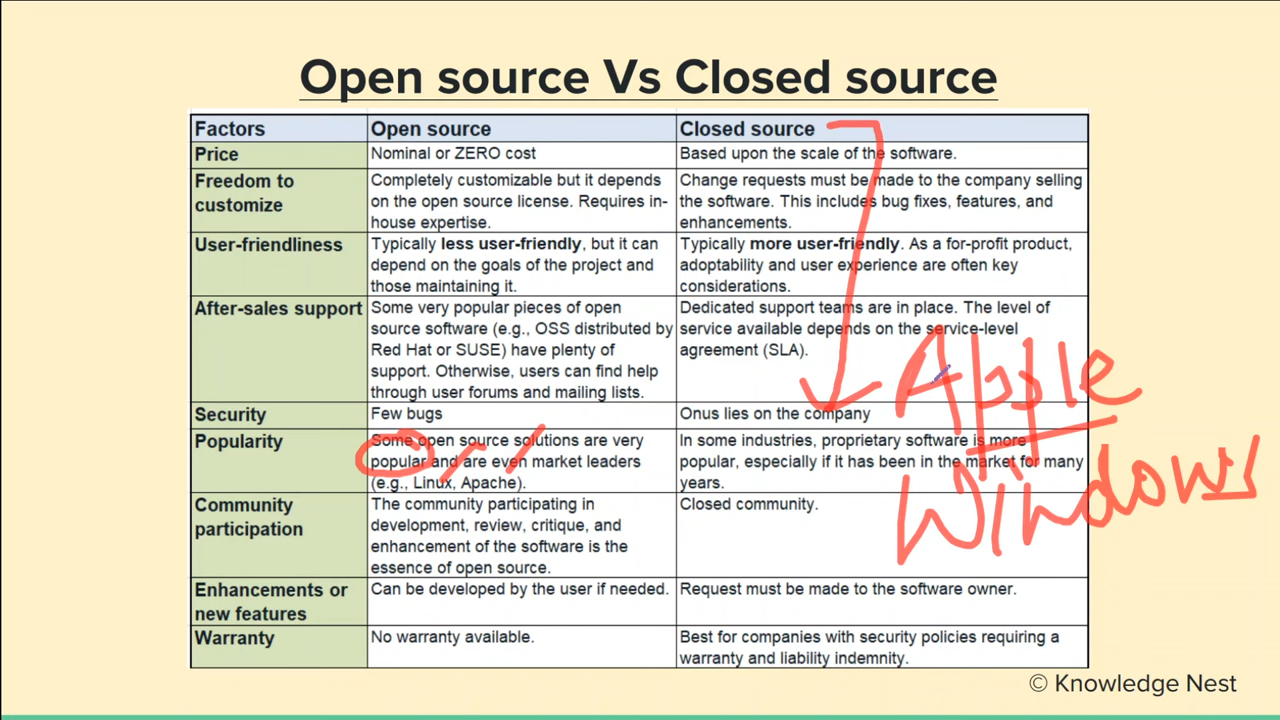 Open source Vs Closed source
Factors Open source Closed source
Price Nominal or ZERO cost Based upon the scale of the software.
Freedom to customize
Completely customizable but it depends
on the open source license. Requires in-
house expertise.
Change requests must be made to the company selling
the software. This includes bug fixes, features, and
enhancements.
User-friendliness
Typically less user-friendly, but it can
depend on the goals of the project and
those maintaining it.
Typically more user-friendly. As a for-profit product,
adoptability and user experience are often key
considerations.
After-sales support
Some very popular pieces of open
source software (e.g., OSS distributed by
Red Hat or SUSE) have plenty of
support. Otherwise, users can find help
through user forums and mailing lists.
Dedicated support teams are in place. The level of
service available depends on the service-level
agreement (SLA).
Security Few bugs Onus lies on the company
Popularity
Some open source solutions are very
popular and are even market leaders
(e.g., Linux, Apache).
In some industries, proprietary software is more
popular, especially if it has been in the market for many
years.
Community
participation
The community participating in
development, review, critique, and
enhancement of the software is the
essence of open source.
Closed community.
Enhancements or
new features
Can be developed by the user if needed.
Request must be made to the software owner.
Warranty
No warranty available.
Best for companies with security policies requiring a
warranty and liability indemnity.
Apple
Windows
© Knowledge Nest